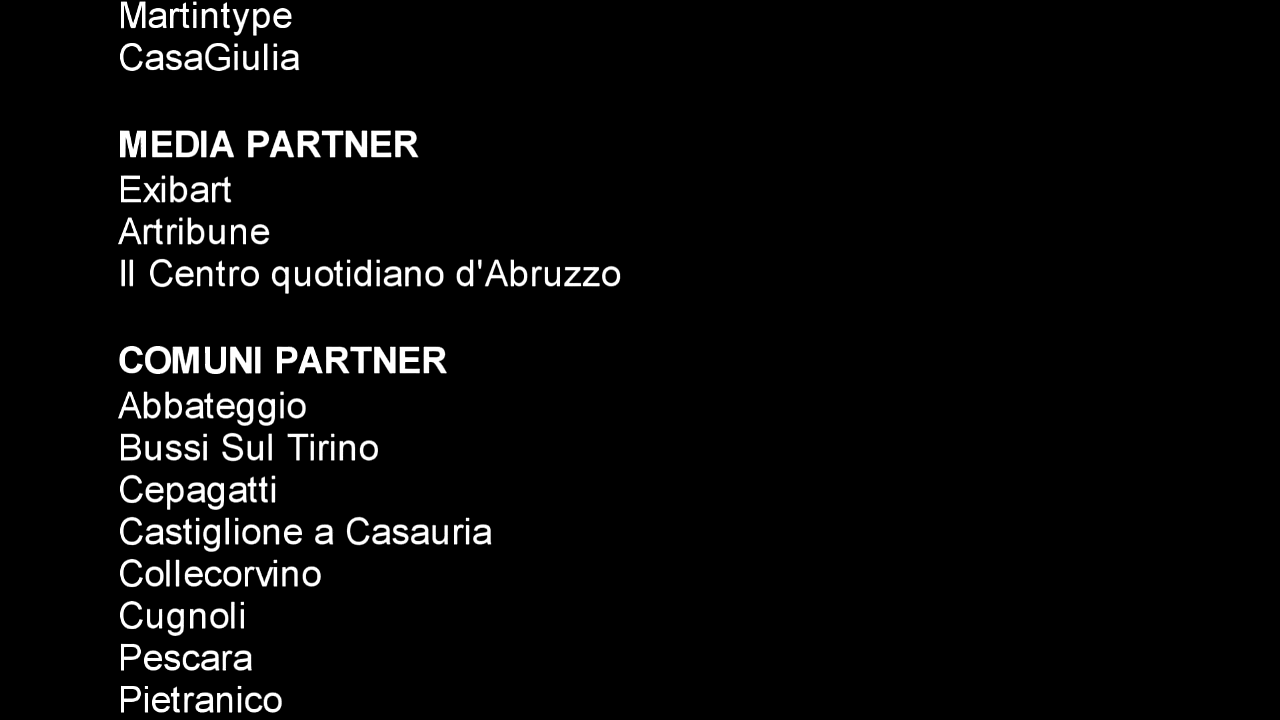 Martintype
CasaGiulia
MEDIA PARTNER
Exibart
Artribune
Il Centro quotidiano d'Abruzzo
COMUNI PARTNER
Abbateggio
Bussi Sul Tirino
Cepagatti
Castiglione a Casauria
Collecorvino
Cugnoli
Pescara
Pietranico